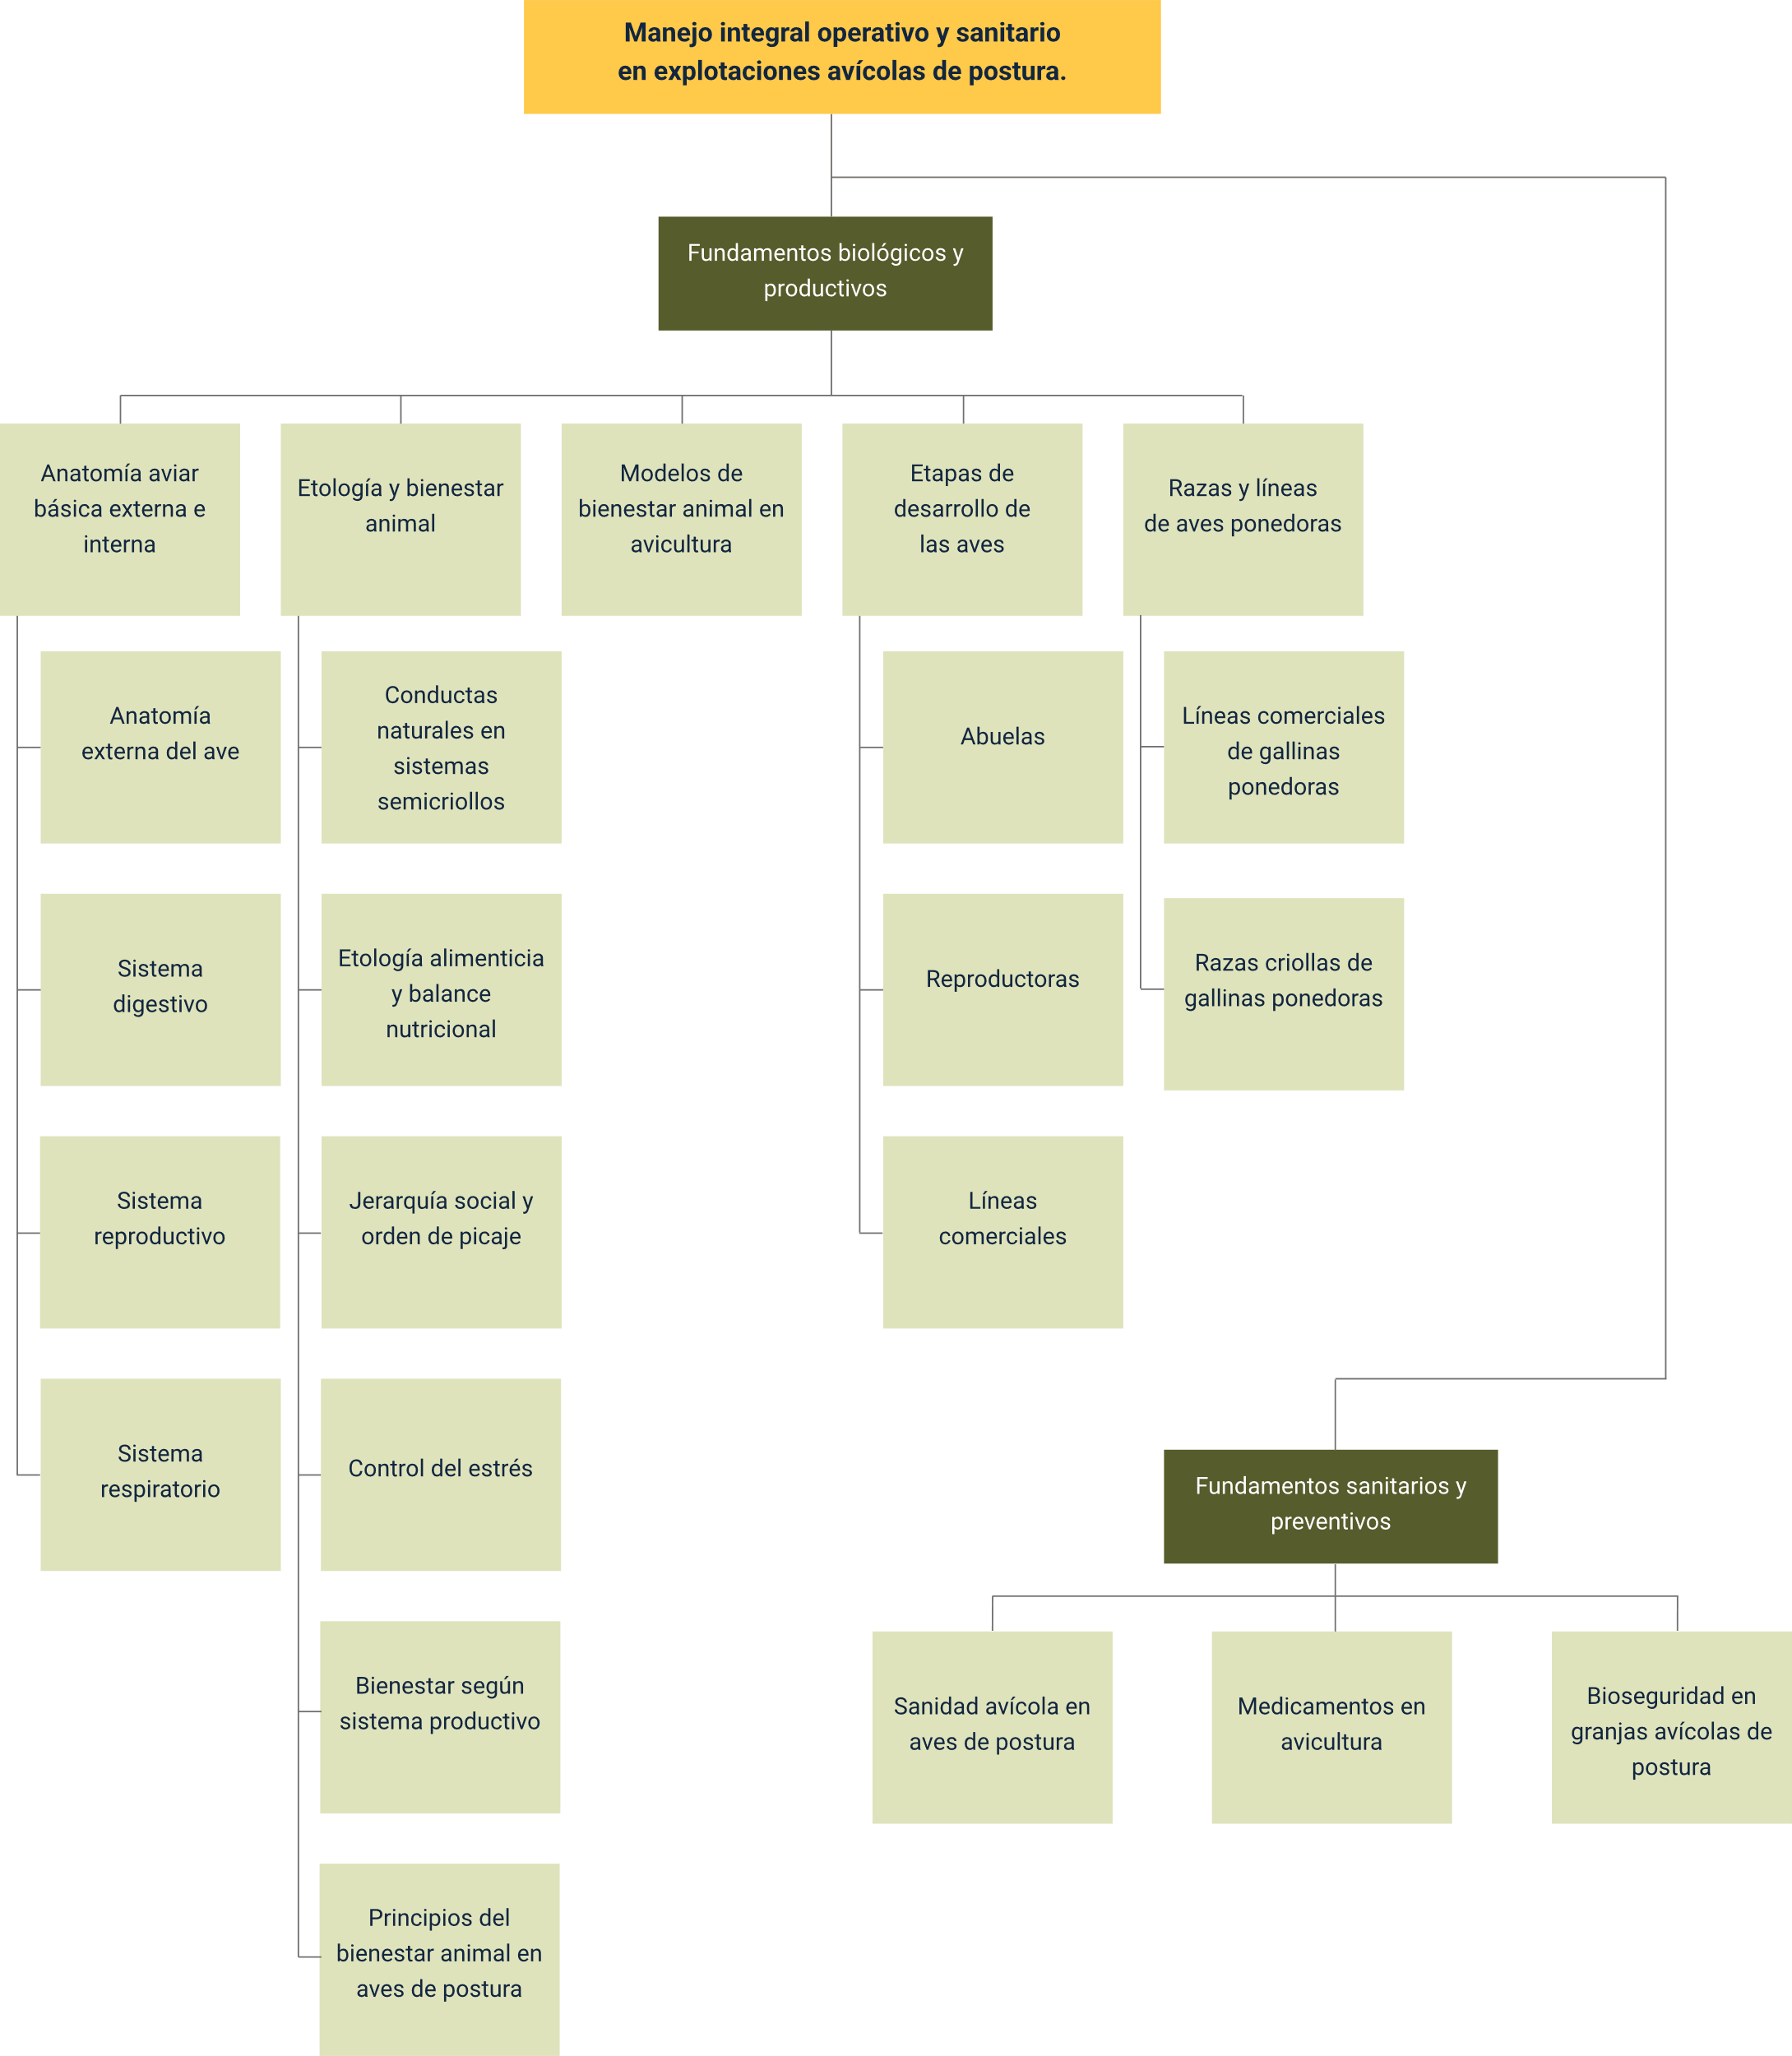 Manejo integral operativo y sanitario
en explotaciones avícolas de postura.
Fundamentos biológicos y
productivos
Anatomía aviar
básica externa e
interna
Etología y bienestar
animal
Modelos de
bienestar animal en
avicultura
Etapas de
desarrollo de
las aves
Razas y líneas
de aves ponedoras
Anatomía
externa del ave
Sistema
digestivo
Sistema
reproductivo
Sistema
respiratorio
Conductas
naturales en
sistemas
semicriollos
Etología alimenticia
y balance
nutricional
Jerarquía social y
orden de picaje
Control del estrés
Bienestar según
sistema productivo
Principios del
bienestar animal en
aves de postura
Abuelas
Reproductoras
Líneas
comerciales
Líneas comerciales
de gallinas
ponedoras
Razas criollas de
gallinas ponedoras
Fundamentos sanitarios y
preventivos
Sanidad avícola en
aves de postura
Medicamentos en
avicultura
Bioseguridad en
granjas avícolas de
postura